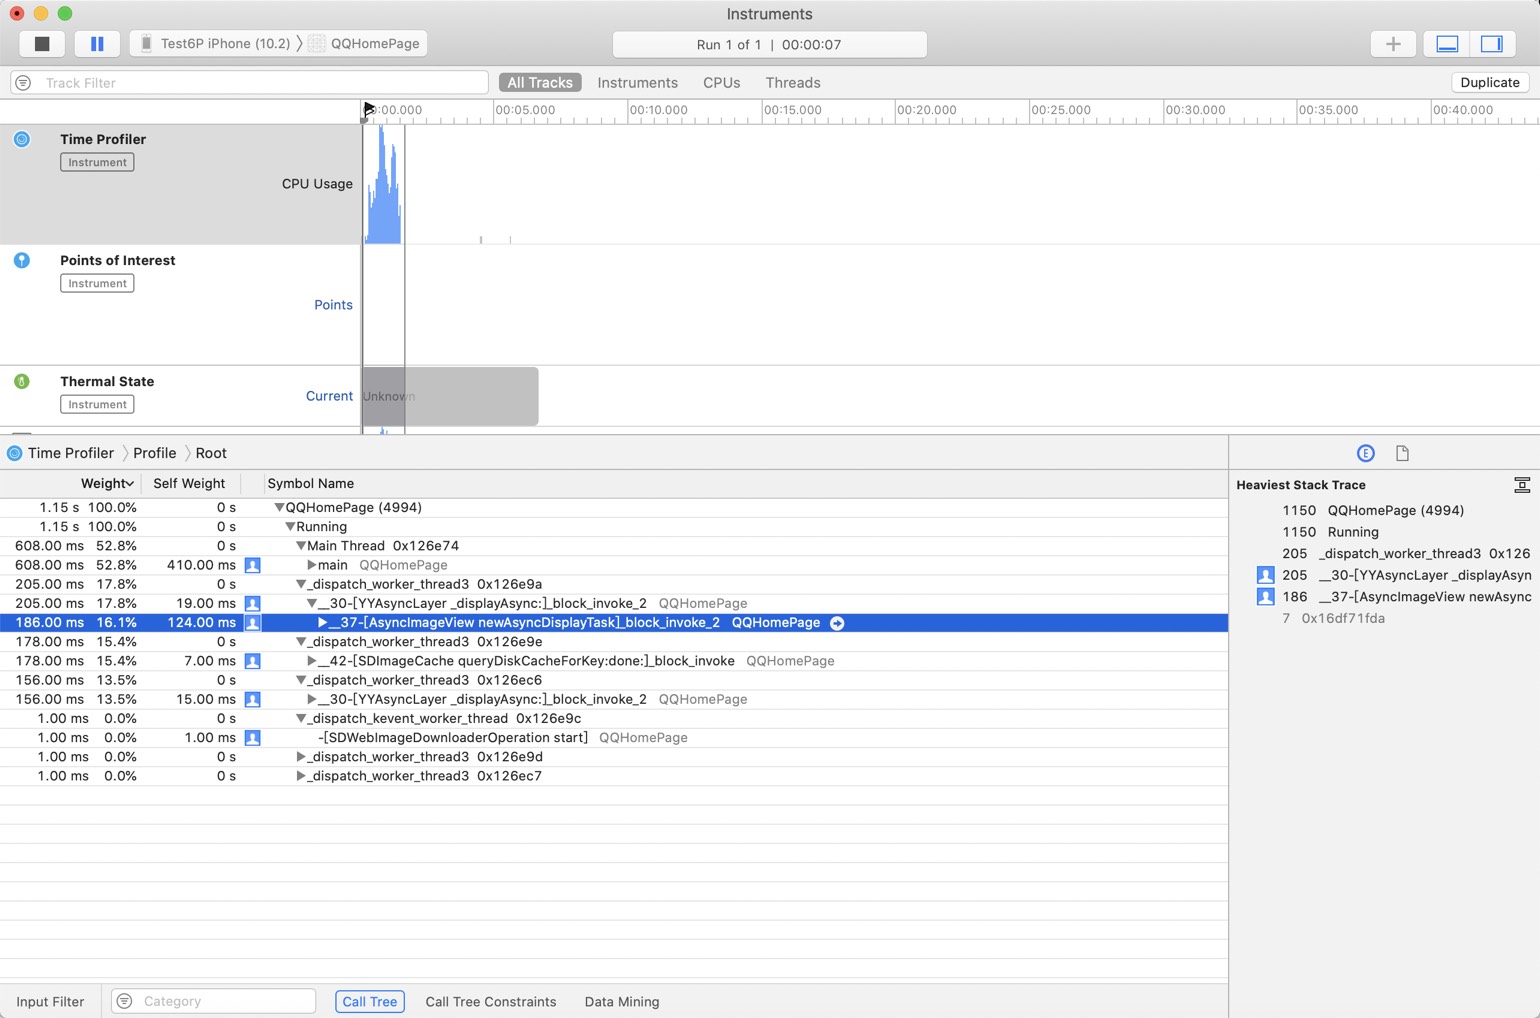 Instruments
Test6P iPhone (10.2) 〉 QQHomePage
Run 1 of 1 | 00:00:07
Track Filter
All Tracks Instruments CPUs Threads
Duplicate
00:00.000 00:05.000 00:10.000 00:15.000 00:20.000 00:25.000 00:30.000 00:35.000 00:40.000
Time Profiler
Instrument
CPU Usage
Points of Interest
Instrument
Points
Thermal State
Instrument
Current
Unknown
Time Profiler 〉 Profile 〉 Root
Weight Self Weight Symbol Name
1.15 s 100.0% 0 s QQHomePage (4994)
1.15 s 100.0% 0 s Running
608.00 ms 52.8% 0 s Main Thread 0x126e74
608.00 ms 52.8% 410.00 ms main QQHomePage
205.00 ms 17.8% 0 s _dispatch_worker_thread3 0x126e9a
205.00 ms 17.8% 19.00 ms __30-[YYAsyncLayer _displayAsync:]_block_invoke_2 QQHomePage
186.00 ms 16.1% 124.00 ms __37-[AsyncImageView newAsyncDisplayTask]_block_invoke_2 QQHomePage
178.00 ms 15.4% 0 s _dispatch_worker_thread3 0x126e9e
178.00 ms 15.4% 7.00 ms __42-[SDImageCache queryDiskCacheForKey:done:]_block_invoke QQHomePage
156.00 ms 13.5% 0 s _dispatch_worker_thread3 0x126ec6
156.00 ms 13.5% 15.00 ms __30-[YYAsyncLayer _displayAsync:]_block_invoke_2 QQHomePage
1.00 ms 0.0% 0 s _dispatch_kevent_worker_thread 0x126e9c
1.00 ms 0.0% 1.00 ms -[SDWebImageDownloaderOperation start] QQHomePage
1.00 ms 0.0% 0 s _dispatch_worker_thread3 0x126e9d
1.00 ms 0.0% 0 s _dispatch_worker_thread3 0x126ec7
E
Heaviest Stack Trace
1150 QQHomePage (4994)
1150 Running
205 _dispatch_worker_thread3 0x126
205 __30-[YYAsyncLayer _displayAsyn
186 __37-[AsyncImageView newAsync
7 0x16df71fda
Input Filter Category Call Tree Call Tree Constraints Data Mining